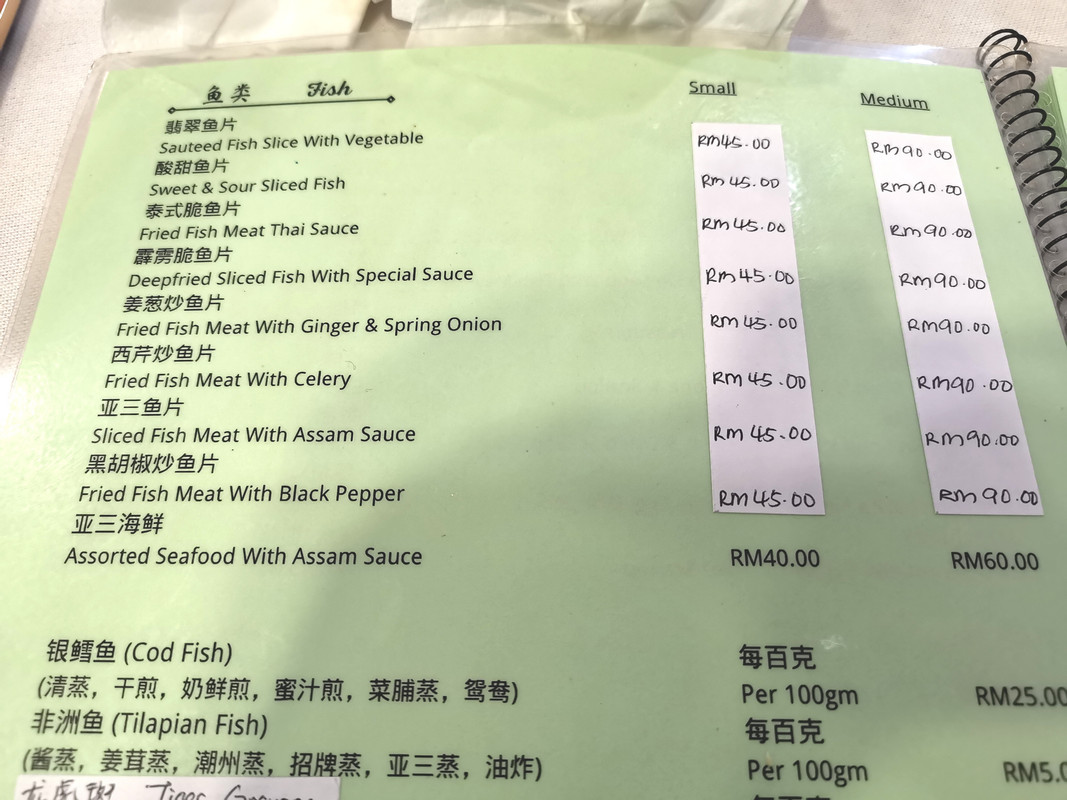 鱼类 Fish Small Medium
翡翠鱼片
Sauteed Fish Slice With Vegetable RM45.00 RM90.00
酸甜鱼片
Sweet & Sour Sliced Fish RM45.00 RM90.00
泰式脆鱼片
Fried Fish Meat Thai Sauce RM45.00 RM90.00
霹雳脆鱼片
Deepfried Sliced Fish With Special Sauce RM45.00 RM90.00
姜葱炒鱼片
Fried Fish Meat With Ginger & Spring Onion RM45.00 RM90.00
西芹炒鱼片
Fried Fish Meat With Celery RM45.00 RM90.00
亚三鱼片
Sliced Fish Meat With Assam Sauce RM45.00 RM90.00
黑胡椒炒鱼片
Fried Fish Meat With Black Pepper RM45.00 RM90.00
亚三海鲜
Assorted Seafood With Assam Sauce RM40.00 RM60.00
银鳕鱼 (Cod Fish) 每百克
(清蒸，干煎，奶鲜煎，蜜汁煎，菜脯蒸，鸳鸯) Per 100gm RM25.00
非洲鱼 (Tilapian Fish) 每百克
(酱蒸，姜茸蒸，潮州蒸，招牌蒸，亚三蒸，油炸) Per 100gm RM5.0